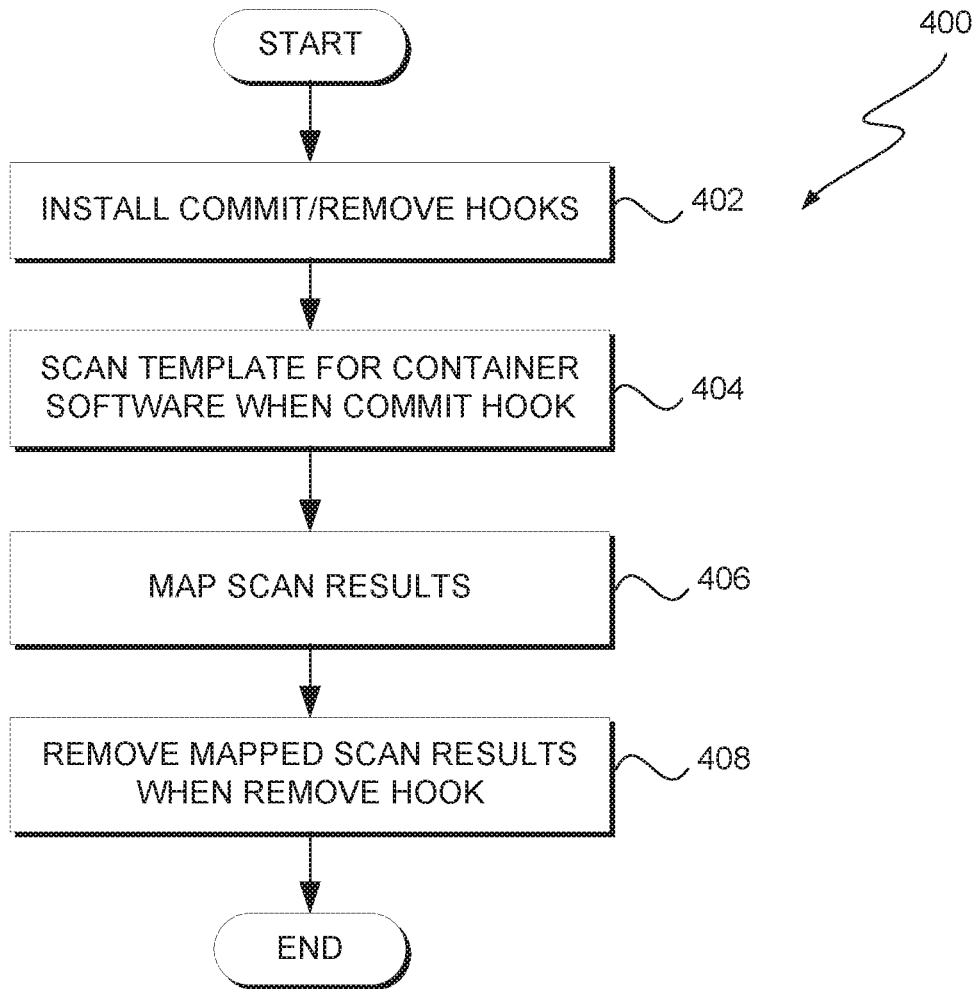 START
400
INSTALL COMMIT/REMOVE HOOKS
402
SCAN TEMPLATE FOR CONTAINER
SOFTWARE WHEN COMMIT HOOK
404
MAP SCAN RESULTS
406
REMOVE MAPPED SCAN RESULTS
WHEN REMOVE HOOK
408
END